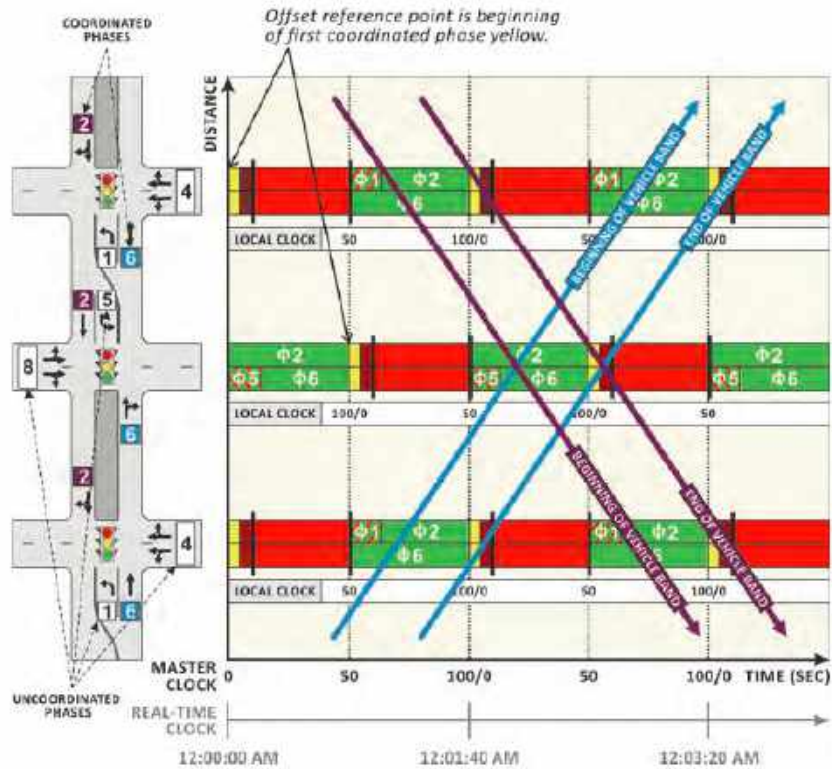 COORDINATED
PHASES
Offset reference point is beginning
of first coordinated phase yellow.
DISTANCE
2
4
Φ1 Φ2
Φ6
Φ1 Φ2
Φ6
LOCAL CLOCK 50 100/0 50 100/0
1 6
BEGINNING OF VEHICLE BAND
END OF VEHICLE BAND
2 5
8
Φ2
Φ5 Φ6
Φ2
Φ5 Φ6
Φ2
Φ5 Φ6
LOCAL CLOCK 100/0 50 100/0 50
6
2
BEGINNING OF VEHICLE BAND
END OF VEHICLE BAND
4
Φ1 Φ2
Φ6
Φ1 Φ2
Φ6
LOCAL CLOCK 50 100/0 50 100/0
1 6
UNCOORDINATED
PHASES
MASTER
CLOCK
0 50 100/0 50 100/0 TIME (SEC)
REAL-TIME
CLOCK
12:00:00 AM 12:01:40 AM 12:03:20 AM